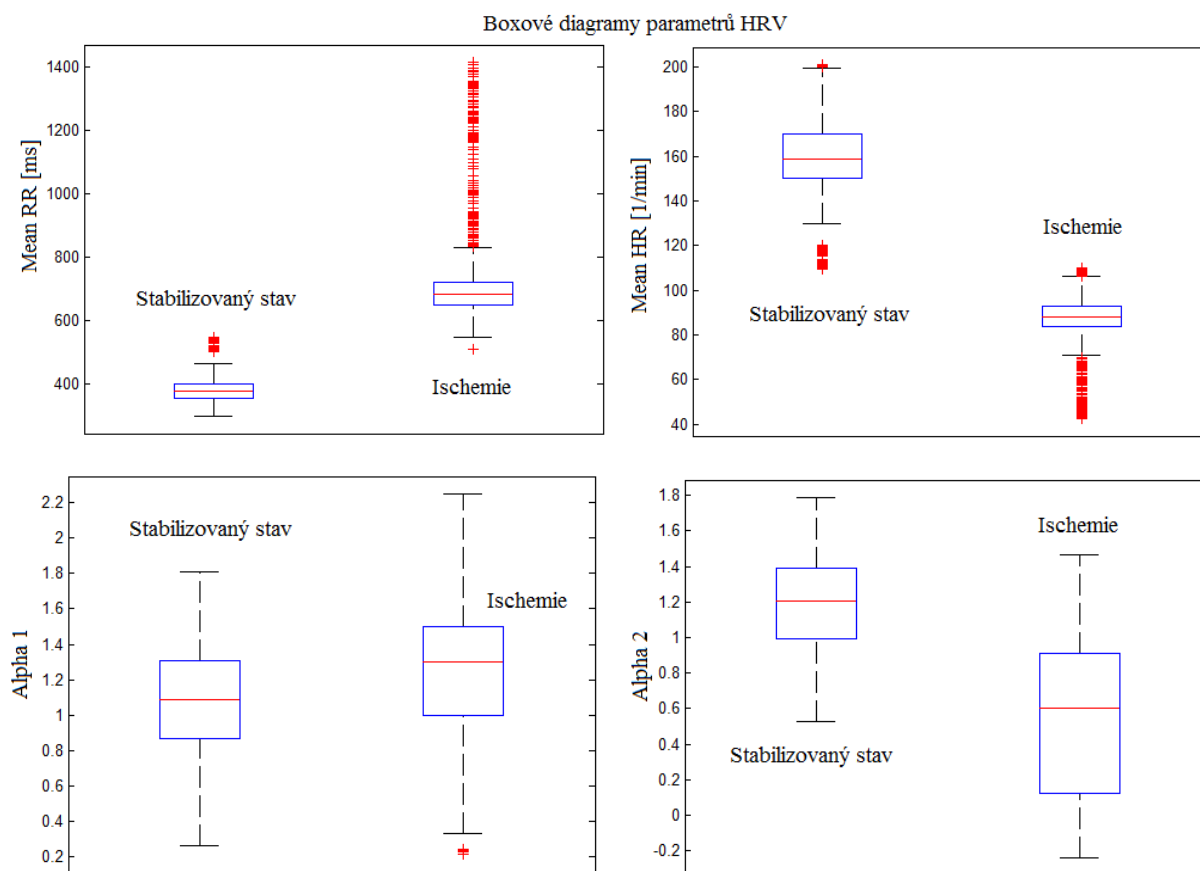 Boxové diagramy parametrů HRV
Mean RR [ms]
1400
1200
1000
800
600
400
Stabilizovaný stav
Ischemie
Mean HR [1/min]
200
180
160
140
120
100
80
60
40
Stabilizovaný stav
Ischemie
Alpha 1
2.2
2
1.8
1.6
1.4
1.2
1
0.8
0.6
0.4
0.2
Stabilizovaný stav
Ischemie
Alpha 2
1.8
1.6
1.4
1.2
1
0.8
0.6
0.4
0.2
0
-0.2
Stabilizovaný stav
Ischemie